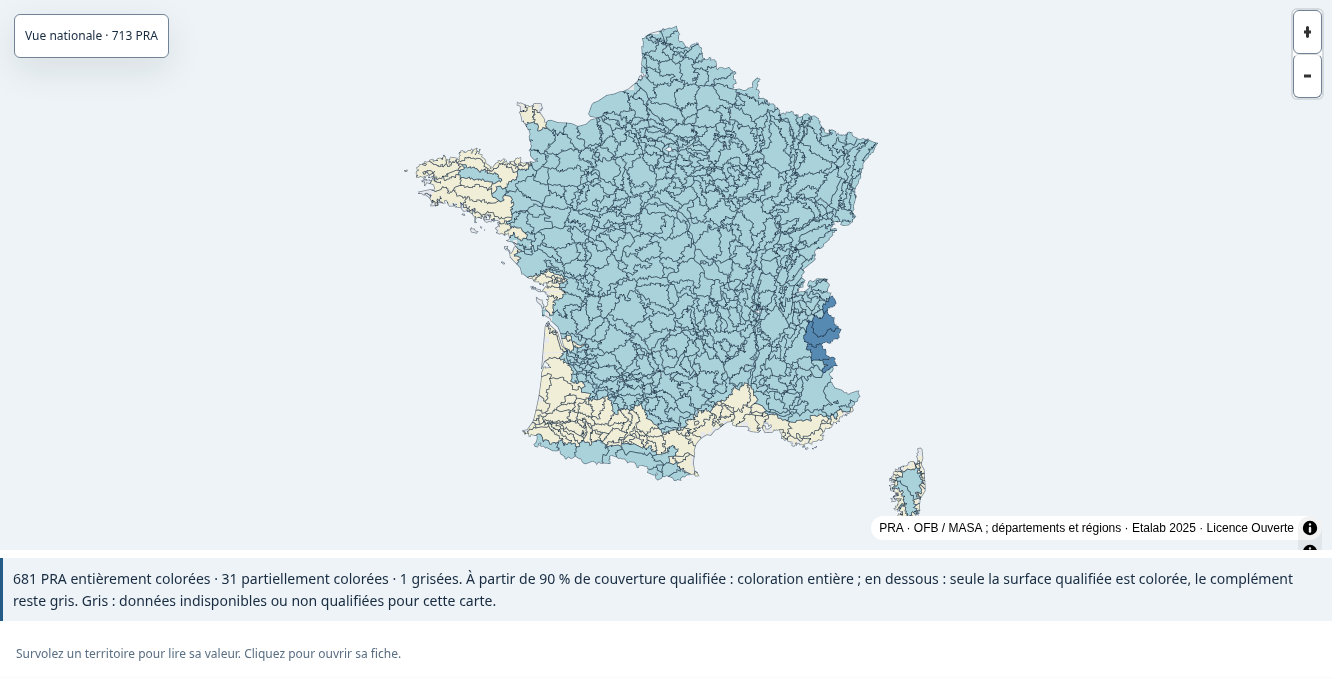 Vue nationale · 713 PRA
+
-
PRA · OFB / MASA ; départements et régions · Etalab 2025 · Licence Ouverte
681 PRA entièrement colorées · 31 partiellement colorées · 1 grisées. À partir de 90 % de couverture qualifiée : coloration entière ; en dessous : seule la surface qualifiée est colorée, le complément
reste gris. Gris : données indisponibles ou non qualifiées pour cette carte.
Survolez un territoire pour lire sa valeur. Cliquez pour ouvrir sa fiche.